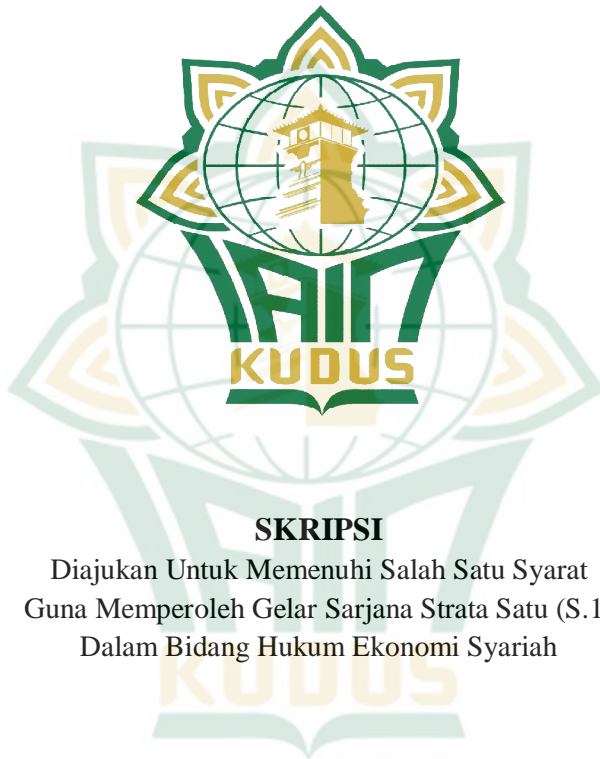 IAIN
KUDUS
SKRIPSI
Diajukan Untuk Memenuhi Salah Satu Syarat
Guna Memperoleh Gelar Sarjana Strata Satu (S.1
Dalam Bidang Hukum Ekonomi Syariah
KUDUS